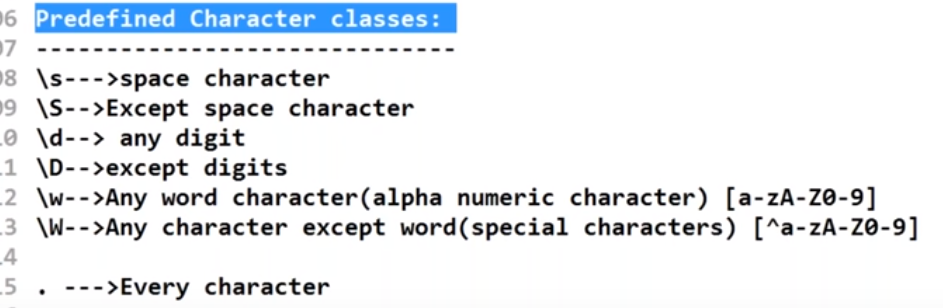 06 Predefined Character classes:
07 ------------------------------
08 \s--->space character
09 \S-->Except space character
10 \d--> any digit
11 \D-->except digits
12 \w-->Any word character(alpha numeric character) [a-zA-Z0-9]
13 \W-->Any character except word(special characters) [^a-zA-Z0-9]
14
15 . --->Every character